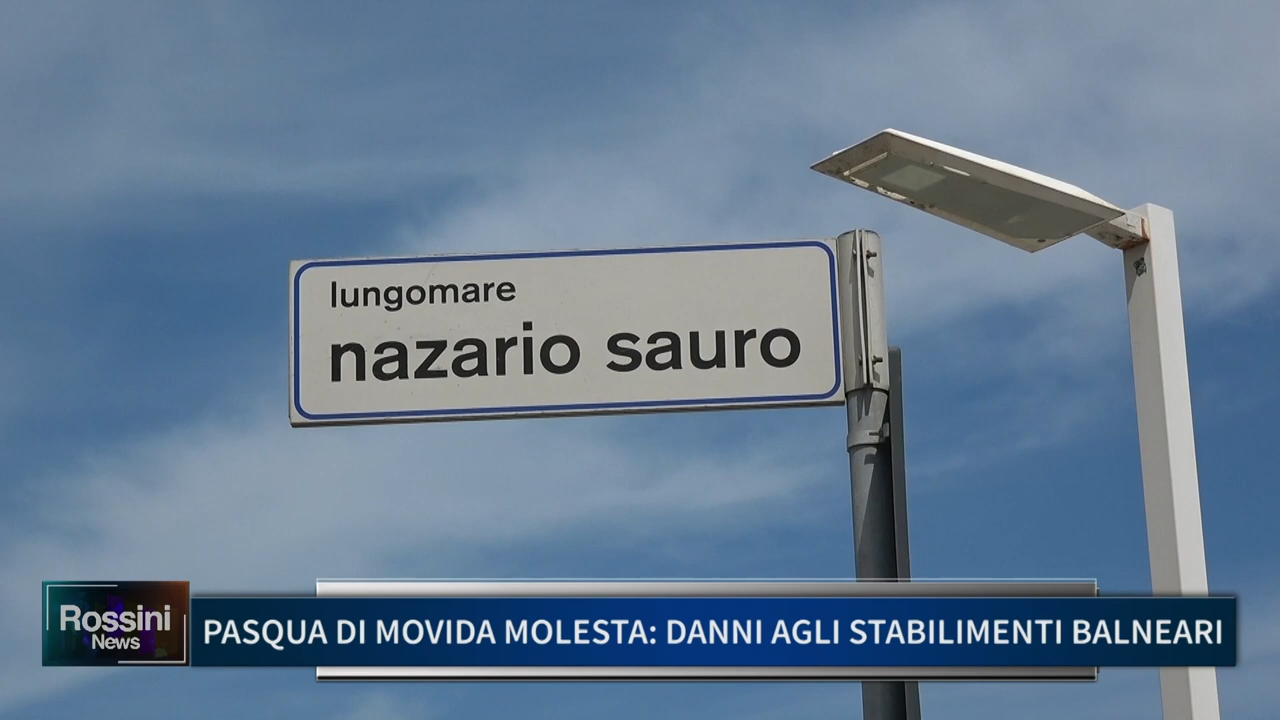 lungomare
nazario sauro
Rossini
News
PASQUA DI MOVIDA MOLESTA: DANNI AGLI STABILIMENTI BALNEARI